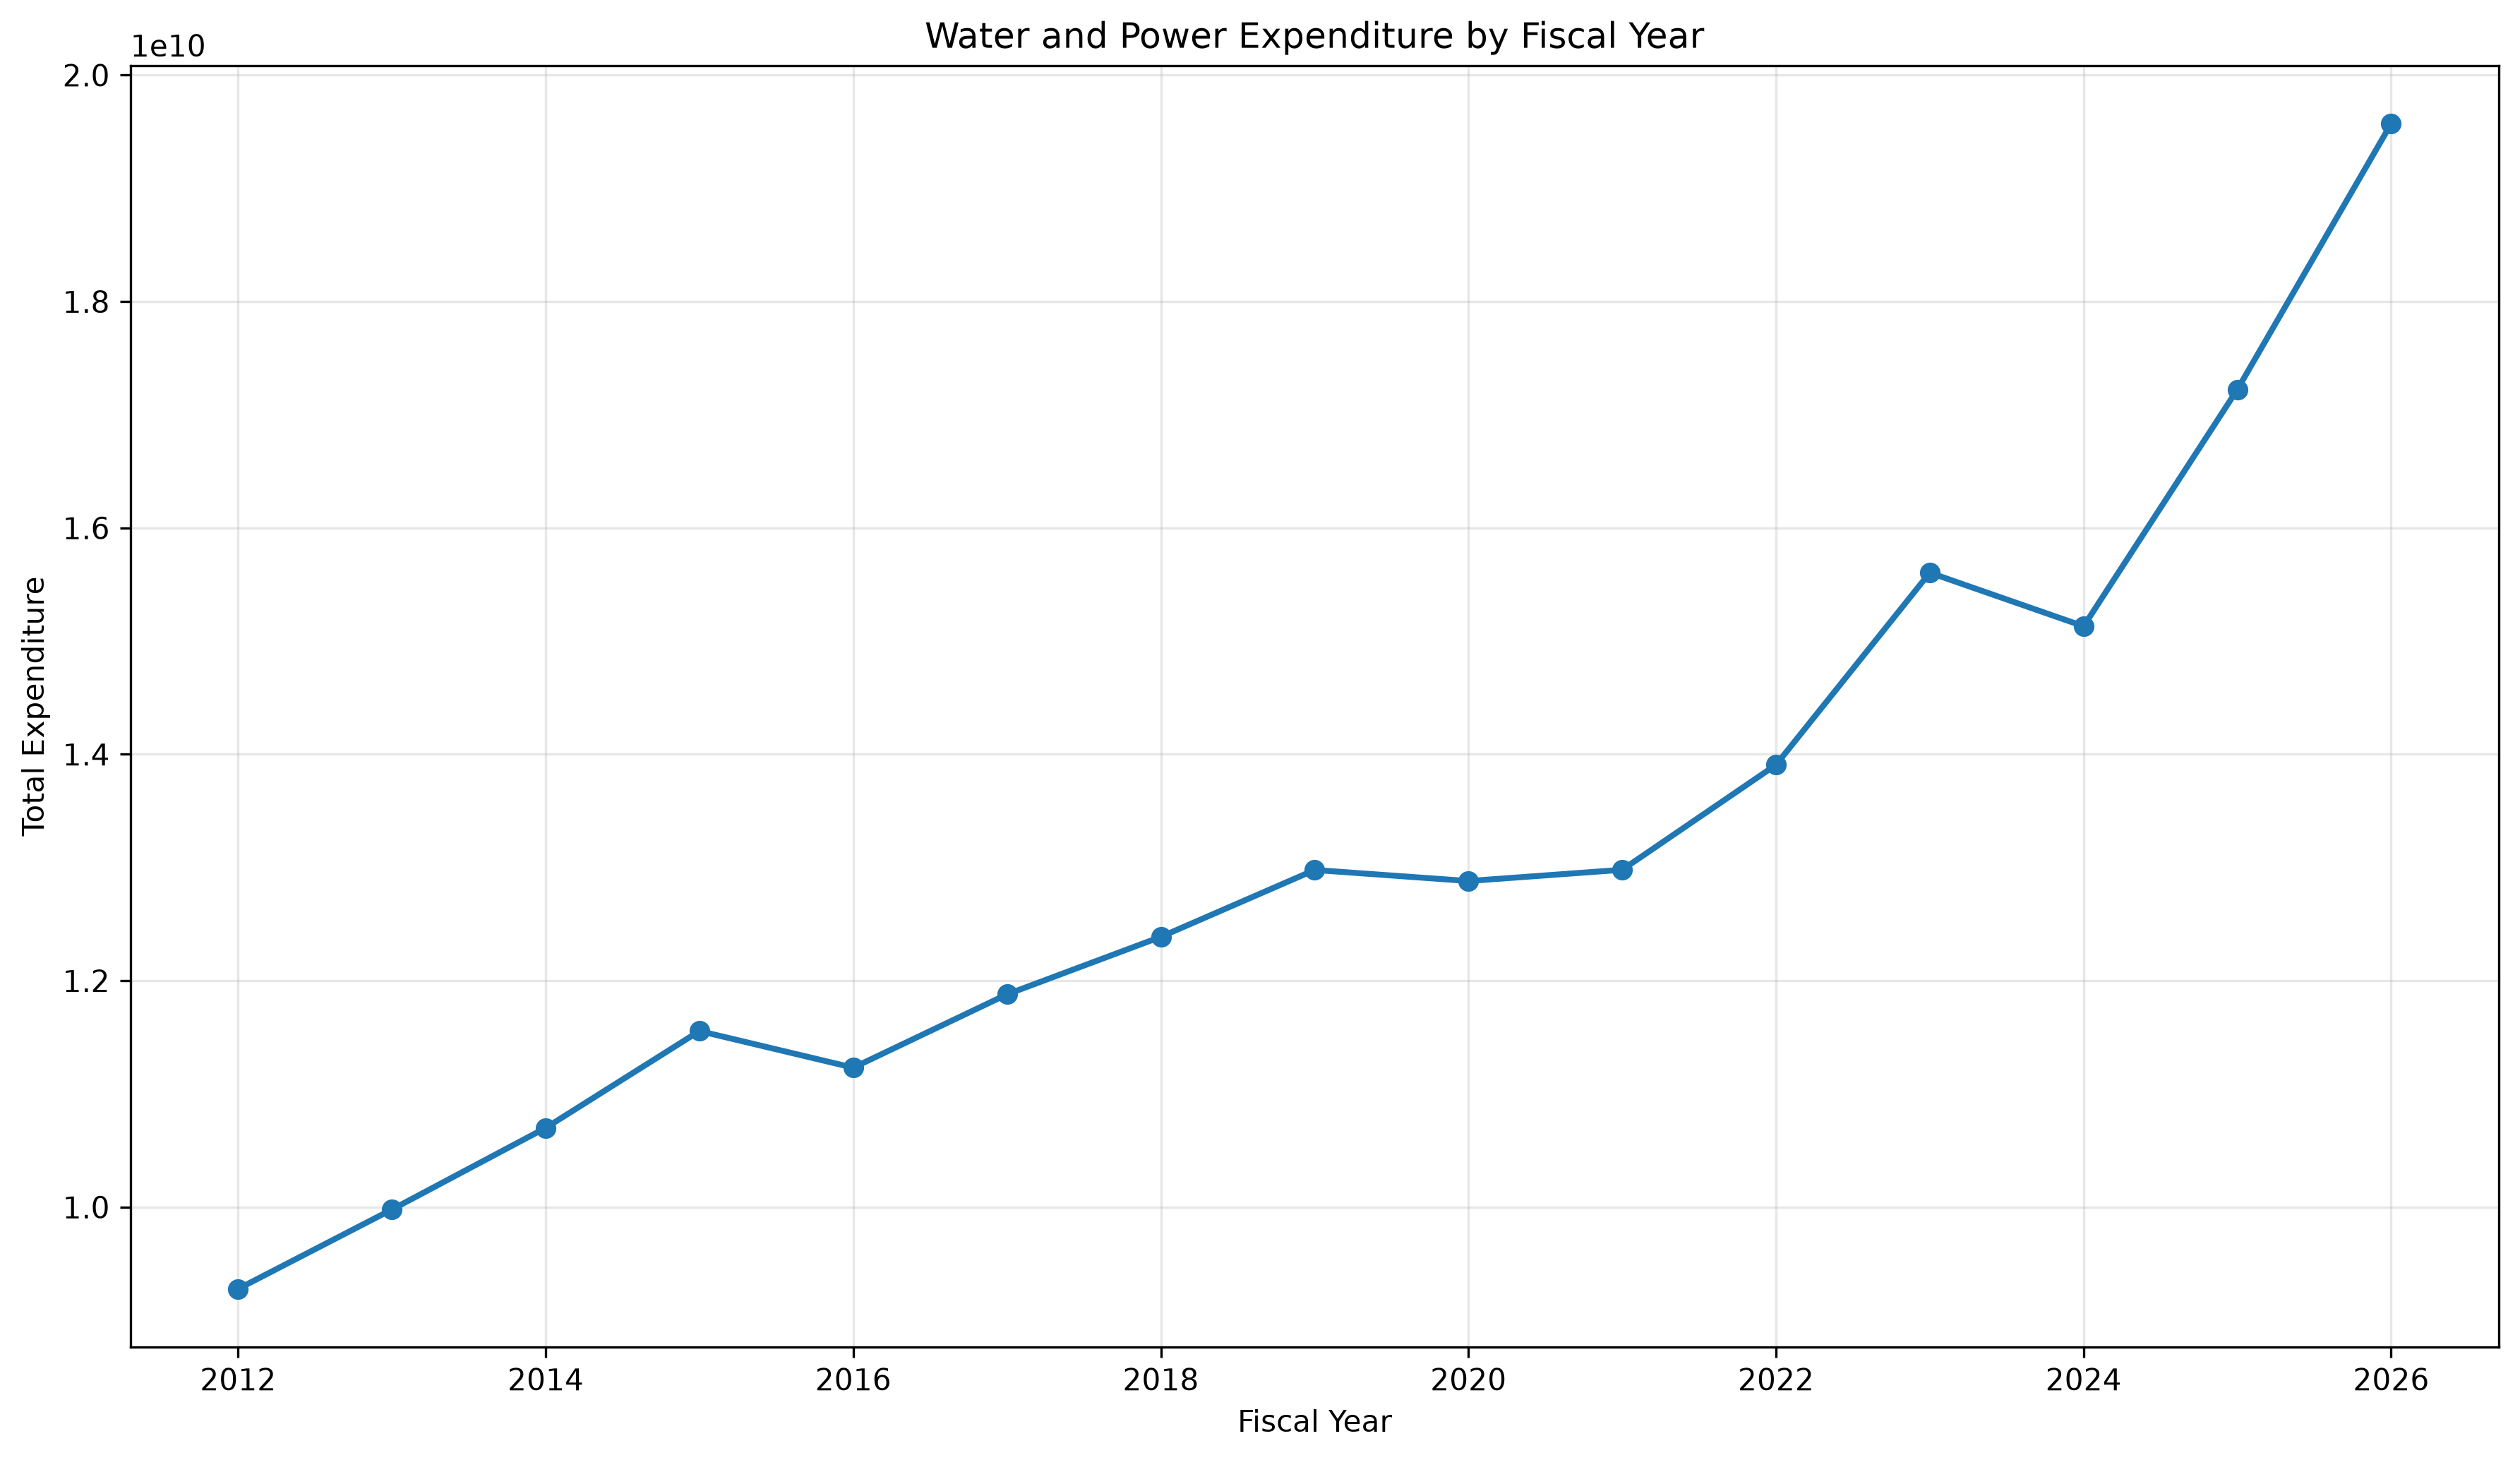 Water and Power Expenditure by Fiscal Year
1e10
2.0
1.8
1.6
1.4
1.2
1.0
Total Expenditure
2012 2014 2016 2018 2020 2022 2024 2026
Fiscal Year